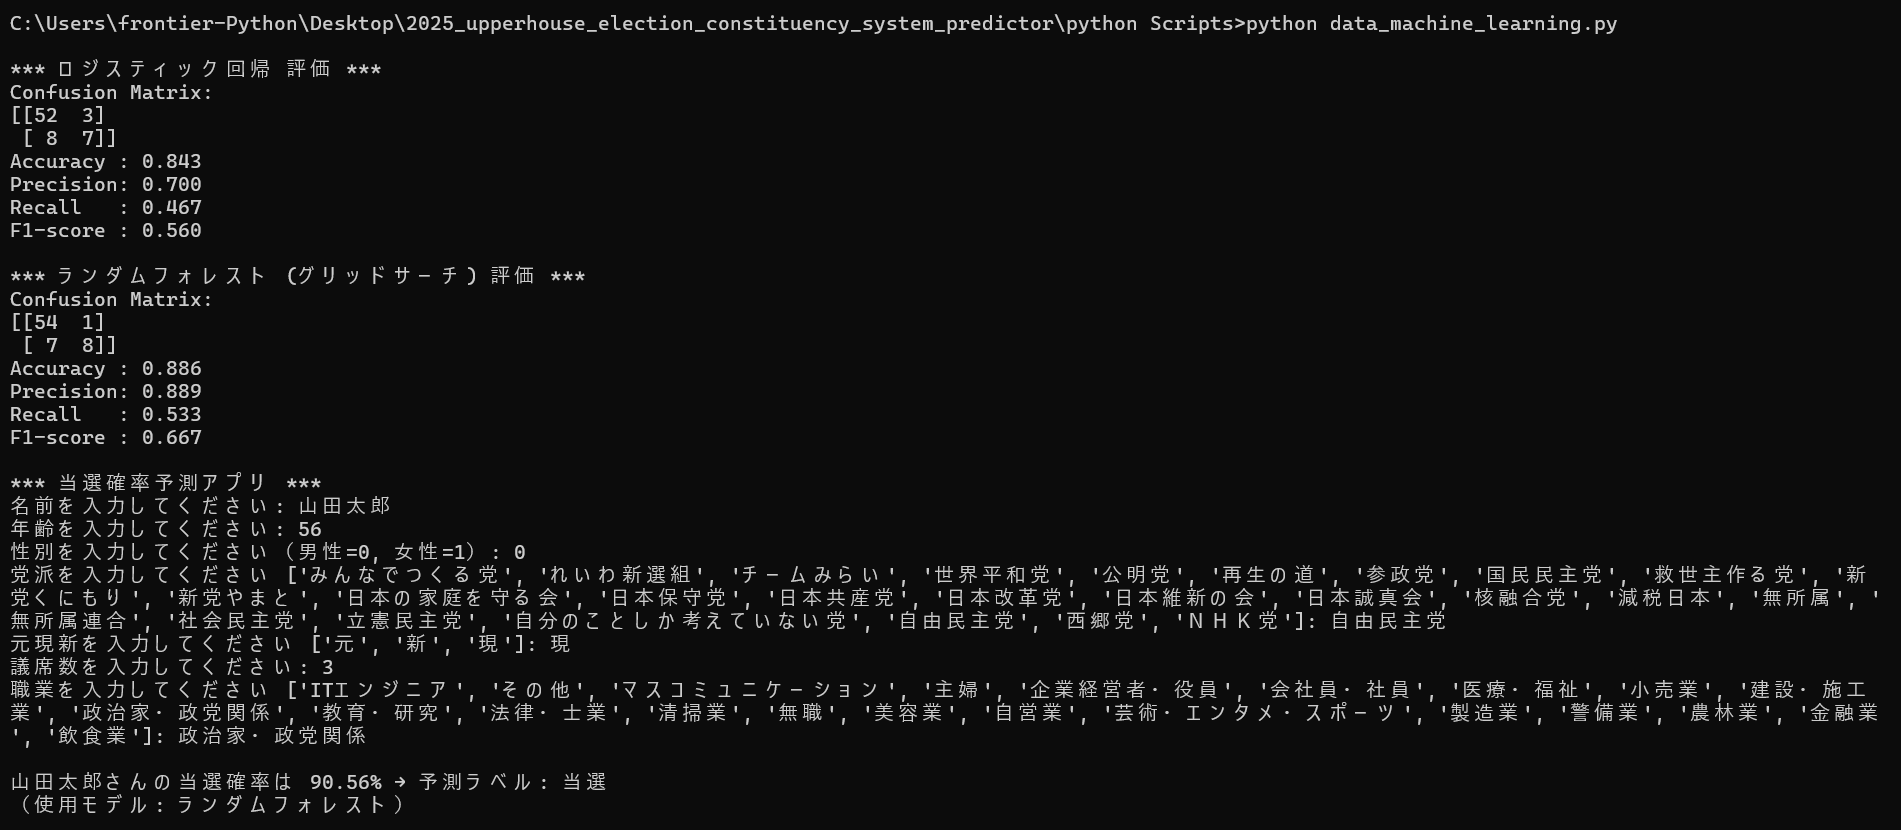 C:\Users\frontier-Python\Desktop\2025_upperhouse_election_constituency_system_predictor\python Scripts>python data_machine_learning.py
*** ロジスティック回帰 評価 ***
Confusion Matrix:
[[52  3]
 [ 8  7]]
Accuracy : 0.843
Precision: 0.700
Recall   : 0.467
F1-score : 0.560
*** ランダムフォレスト (グリッドサーチ) 評価 ***
Confusion Matrix:
[[54  1]
 [ 7  8]]
Accuracy : 0.886
Precision: 0.889
Recall   : 0.533
F1-score : 0.667
*** 当選確率予測アプリ ***
名前を入力してください: 山田太郎
年齢を入力してください: 56
性別を入力してください（男性=0, 女性=1）: 0
党派を入力してください ['みんなでつくる党', 'れいわ新選組', 'チームみらい', '世界平和党', '公明党', '再生の道', '参政党', '国民民主党', '救世主作る党', '新
党くにもり', '新党やまと', '日本の家庭を守る会', '日本保守党', '日本共産党', '日本改革党', '日本維新の会', '日本誠真会', '核融合党', '減税日本', '無所属', '
無所属連合', '社会民主党', '立憲民主党', '自分のことしか考えていない党', '自由民主党', '西郷党', 'ＮＨＫ党']: 自由民主党
元現新を入力してください ['元', '新', '現']: 現
議席数を入力してください: 3
職業を入力してください ['ITエンジニア', 'その他', 'マスコミュニケーション', '主婦', '企業経営者・役員', '会社員・社員', '医療・福祉', '小売業', '建設・施工
業', '政治家・政党関係', '教育・研究', '法律・士業', '清掃業', '無職', '美容業', '自営業', '芸術・エンタメ・スポーツ', '製造業', '警備業', '農林業', '金融業
', '飲食業']: 政治家・政党関係
山田太郎さんの当選確率は 90.56% → 予測ラベル: 当選
（使用モデル: ランダムフォレスト）